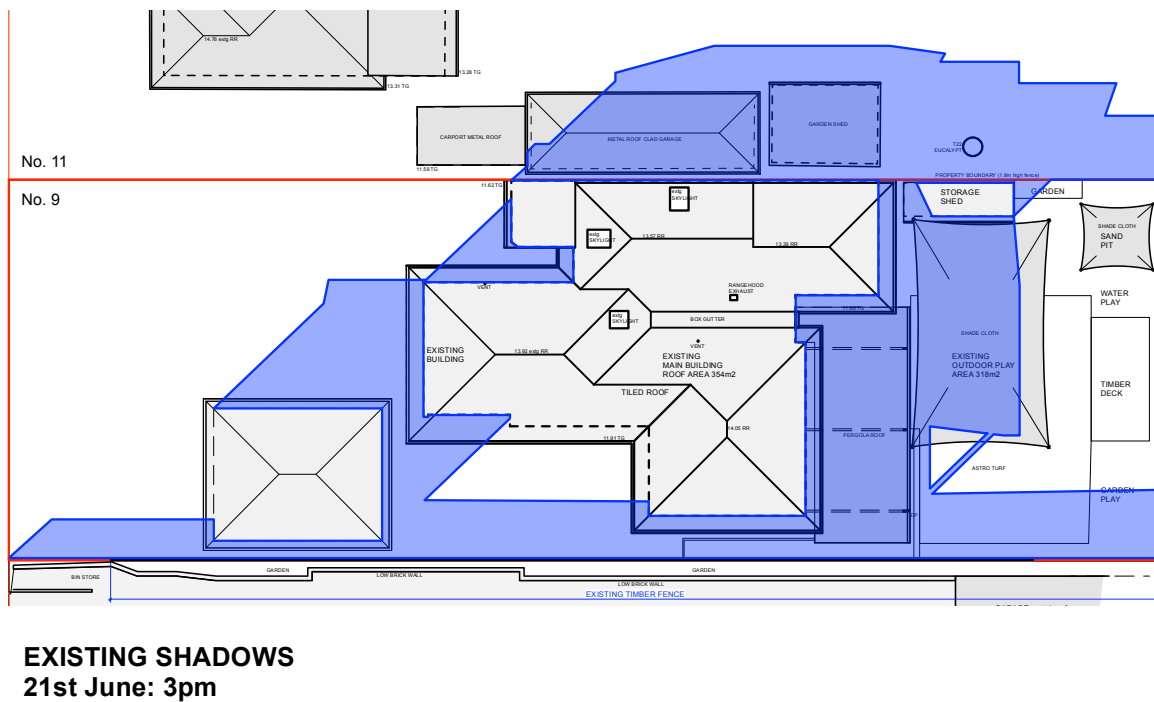 14.76 extg RR
13.28 TG
13.31 TG
CARPORT METAL ROOF
METAL ROOF CLAD GARAGE
GARDEN SHED
T22
EUCALYPT
No. 11
11.59 TG
PROPERTY BOUNDARY (1.8m high fence)
11.62 TG
No. 9
extg
SKYLIGHT
STORAGE
SHED
GARDEN
extg
SKYLIGHT
13.57 RR
13.39 RR
SHADE CLOTH
SAND
PIT
VENT
RANGEHOOD
EXHAUST
WATER
PLAY
extg
SKYLIGHT
BOX GUTTER
SHADE CLOTH
VENT
EXISTING
BUILDING
13.92 extg RR
EXISTING
MAIN BUILDING
ROOF AREA 354m2
EXISTING
OUTDOOR PLAY
AREA 318m2
TILED ROOF
TIMBER
DECK
14.05 RR
11.91 TG
PERGOLA ROOF
ASTRO TURF
GARDEN
PLAY
BIN STORE
GARDEN
LOW BRICK WALL
GARDEN
LOW BRICK WALL
EXISTING TIMBER FENCE
EXISTING SHADOWS
21st June: 3pm